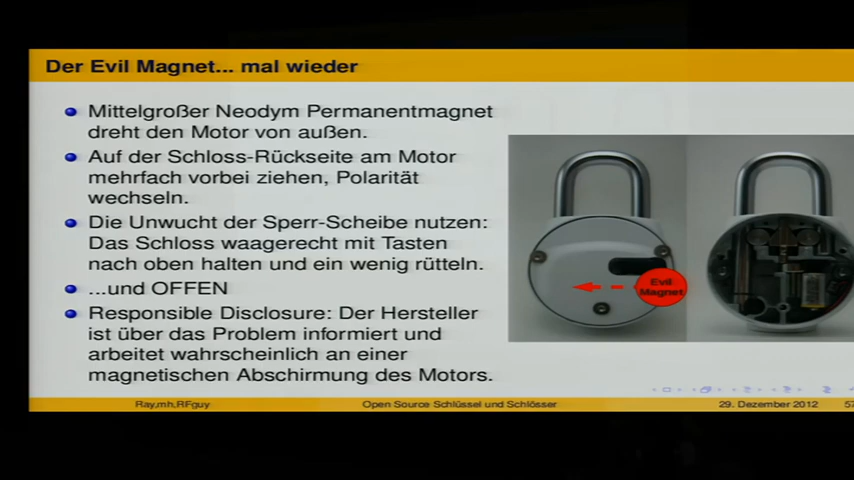 Der Evil Magnet... mal wieder
Mittelgroßer Neodym Permanentmagnet
dreht den Motor von außen.
Auf der Schloss-Rückseite am Motor
mehrfach vorbei ziehen, Polarität
wechseln.
Die Unwucht der Sperr-Scheibe nutzen:
Das Schloss waagerecht mit Tasten
nach oben halten und ein wenig rütteln.
...und OFFEN
Responsible Disclosure: Der Hersteller
ist über das Problem informiert und
arbeitet wahrscheinlich an einer
magnetischen Abschirmung des Motors.
Evil
Magnet
Ray,mh,RFguy
Open Source Schlüssel und Schlösser
29. Dezember 2012
57